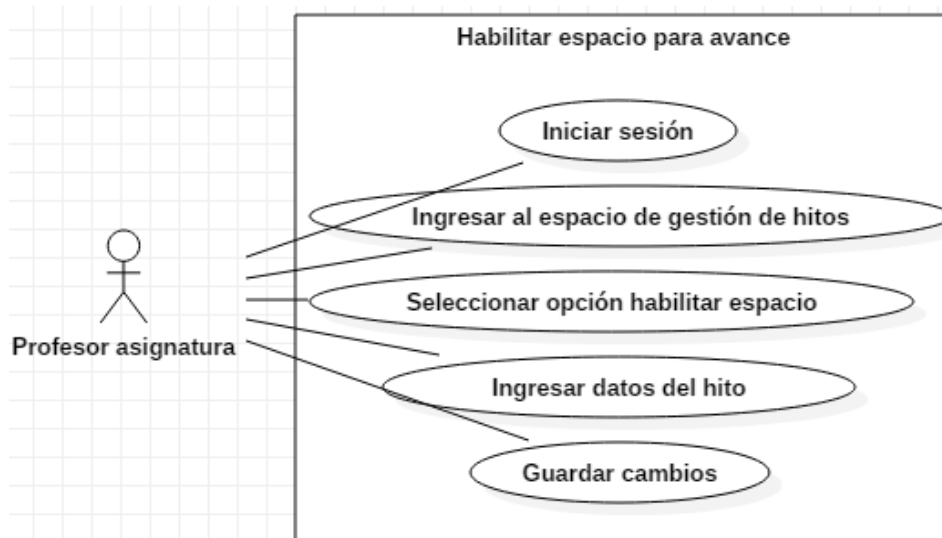 Habilitar espacio para avance
Iniciar sesión
Ingresar al espacio de gestión de hitos
Seleccionar opción habilitar espacio
Profesor asignatura
Ingresar datos del hito
Guardar cambios